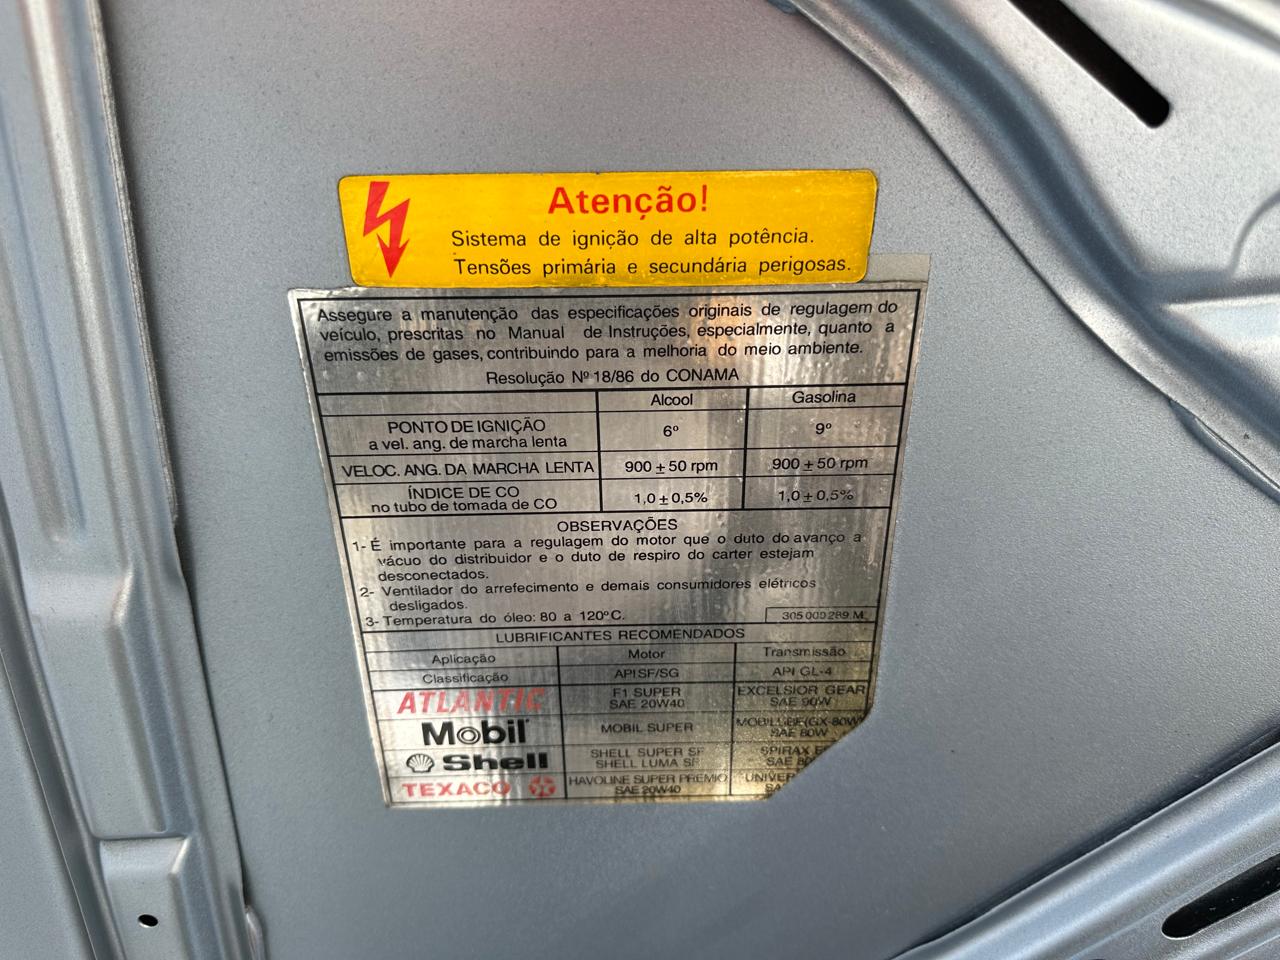 Atenção!
Sistema de ignição de alta potência.
Tensões primária e secundária perigosas.
Assegure a manutenção das especificações originais de regulagem do
veículo, prescritas no Manual de Instruções, especialmente, quanto a
emissões de gases, contribuindo para a melhoria do meio ambiente.
Resolução Nº 18/86 do CONAMA
Alcool Gasolina
PONTO DE IGNIÇÃO
a vel. ang. de marcha lenta 6º 9º
VELOC. ANG. DA MARCHA LENTA 900 ± 50 rpm 900 ± 50 rpm
ÍNDICE DE CO
no tubo de tomada de CO 1,0 ± 0,5% 1,0 ± 0,5%
OBSERVAÇÕES
1- É importante para a regulagem do motor que o duto do avanço a
vácuo do distribuidor e o duto de respiro do carter estejam
desconectados.
2- Ventilador do arrefecimento e demais consumidores elétricos
desligados.
3- Temperatura do óleo: 80 a 120ºC.
305 000 289 M
LUBRIFICANTES RECOMENDADOS
Aplicação Motor Transmissão
Classificação API SF/SG API GL-4
ATLANTIC F1 SUPER EXCELSIOR GEAR
SAE 20W40 SAE 90W
Mobil MOBIL SUPER MOBILUBE(GX-80W)
SAE 80W
Shell SHELL SUPER SF SPIRAX
SHELL LUMA SF SAE
TEXACO HAVOLINE SUPER PREMIO
SAE 20W40